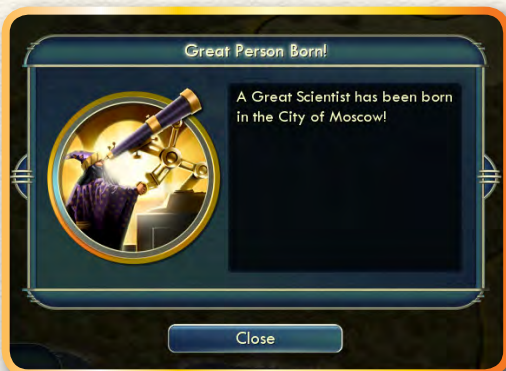 Great Person Born!
A Great Scientist has been born
in the City of Moscow!
Close